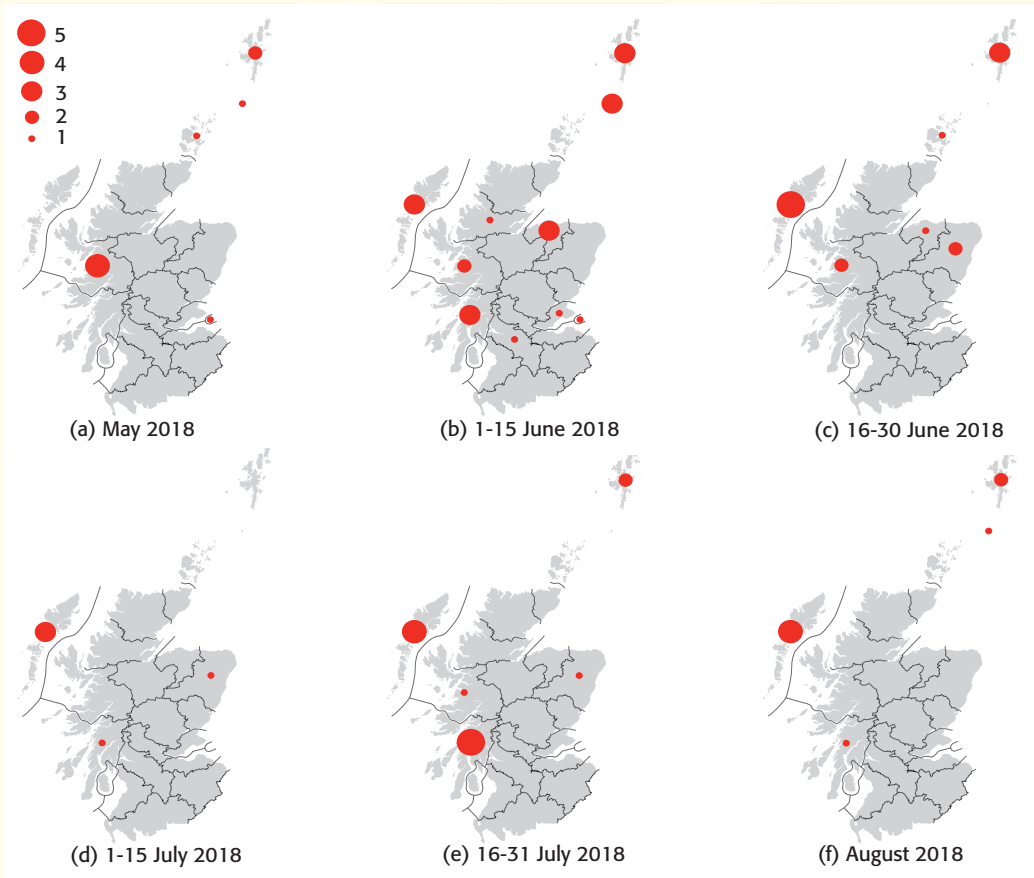 5
4
3
2
1
(a) May 2018
(b) 1-15 June 2018
(c) 16-30 June 2018
(d) 1-15 July 2018
(e) 16-31 July 2018
(f) August 2018